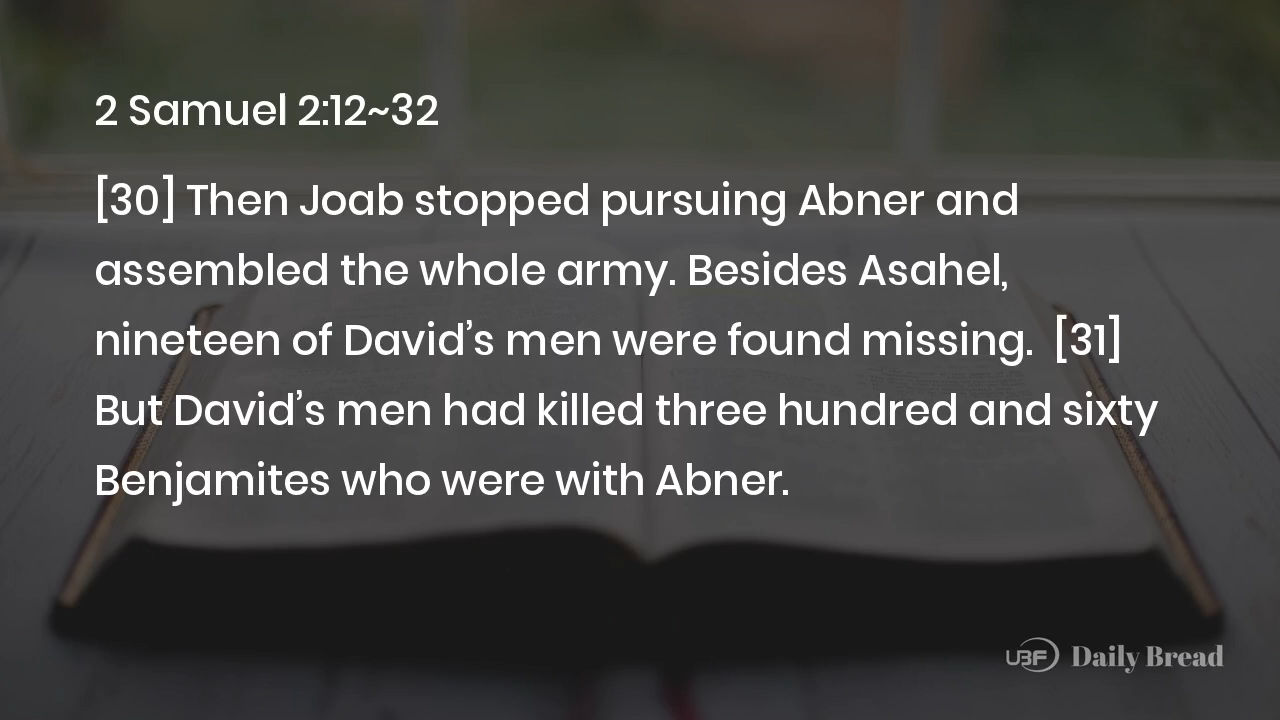 2 Samuel 2:12~32
[30] Then Joab stopped pursuing Abner and
assembled the whole army. Besides Asahel,
nineteen of David’s men were found missing.  [31]
But David’s men had killed three hundred and sixty
Benjamites who were with Abner.
UBF Daily Bread